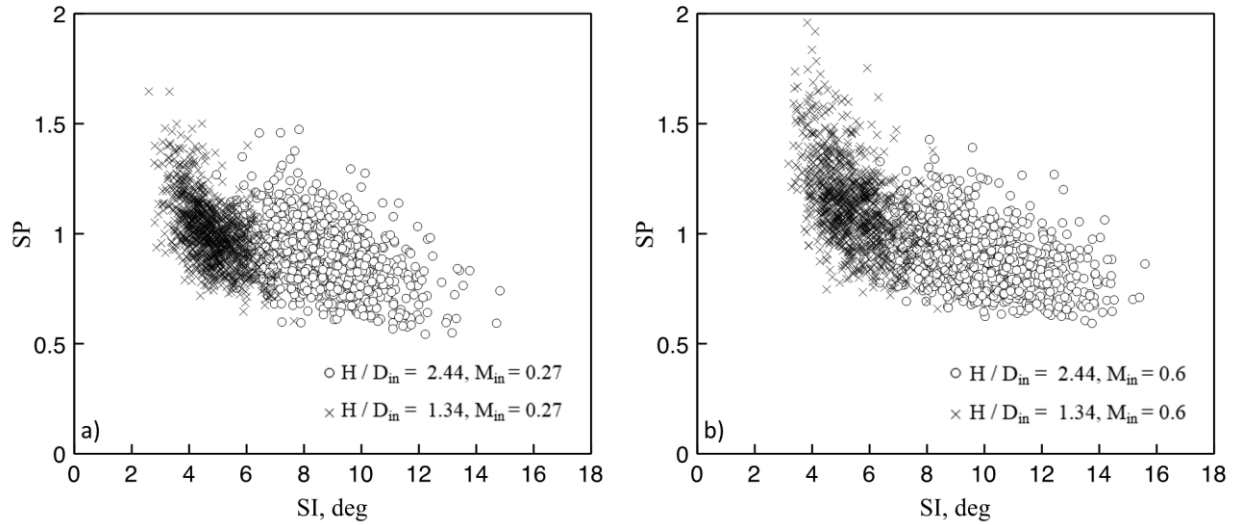 2
1.5
SP
1
0.5
○ H / D_in = 2.44, M_in = 0.27
× H / D_in = 1.34, M_in = 0.27
a)
0
0 2 4 6 8 10 12 14 16 18
SI, deg
2
1.5
SP
1
0.5
○ H / D_in = 2.44, M_in = 0.6
× H / D_in = 1.34, M_in = 0.6
b)
0
0 2 4 6 8 10 12 14 16 18
SI, deg